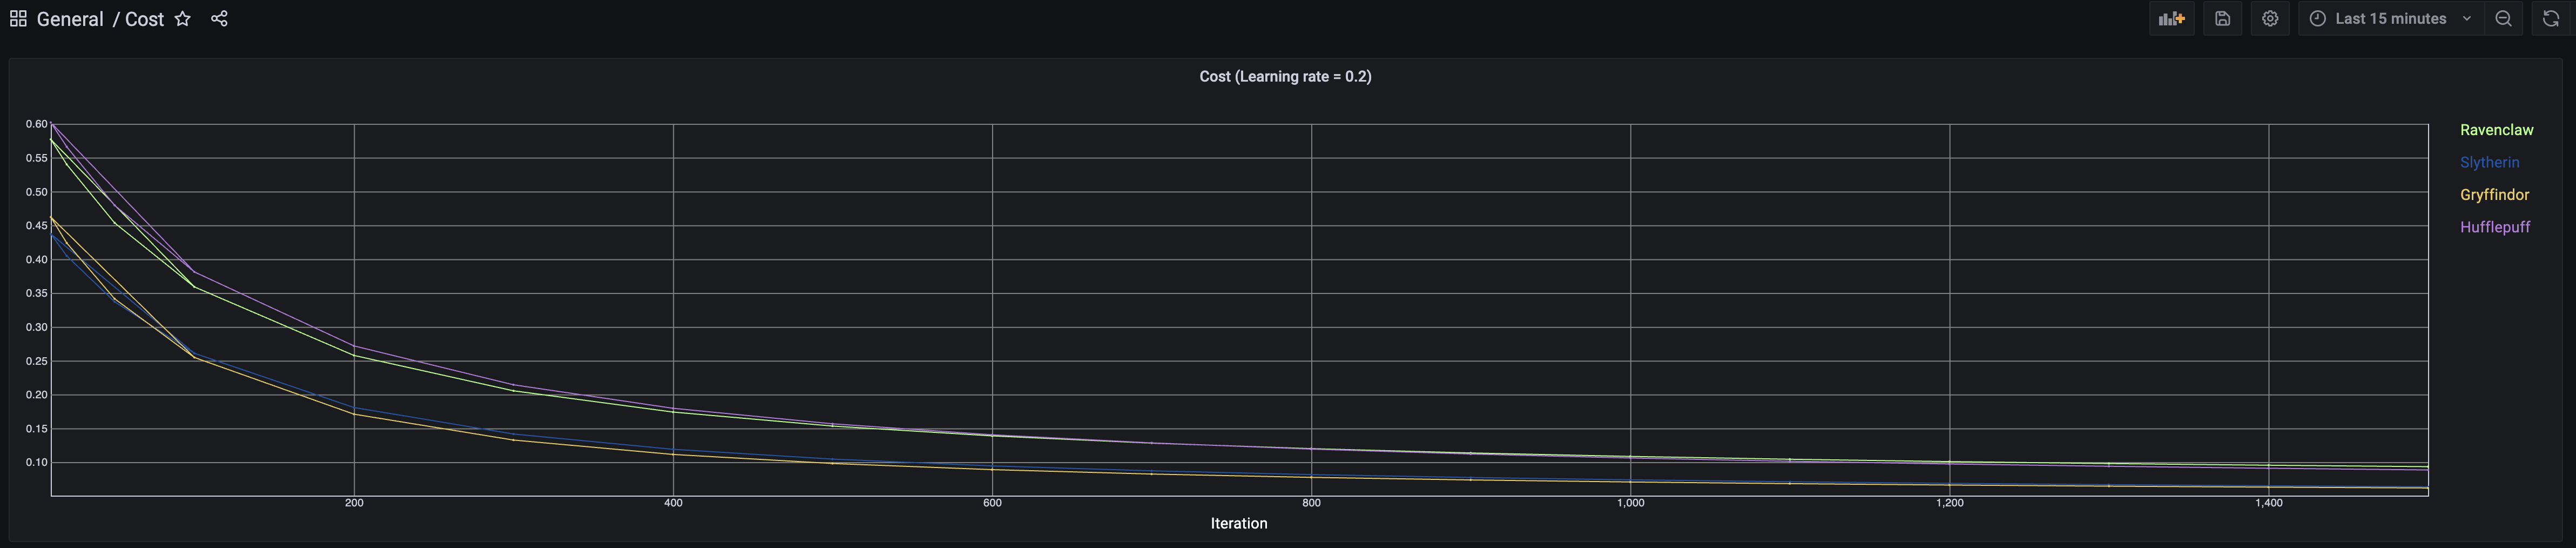 General / Cost
Last 15 minutes
Cost (Learning rate = 0.2)
0.60
0.55
0.50
0.45
0.40
0.35
0.30
0.25
0.20
0.15
0.10
200 400 600 800 1,000 1,200 1,400
Iteration
Ravenclaw
Slytherin
Gryffindor
Hufflepuff